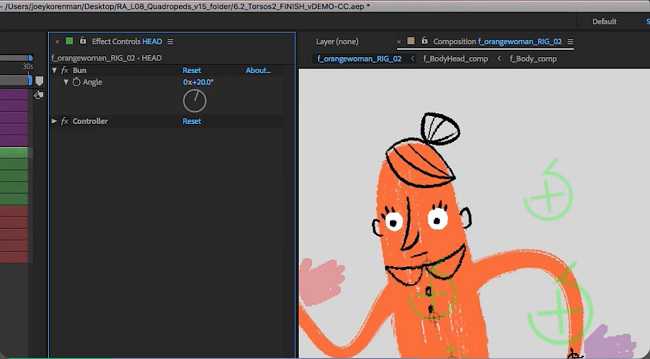 /Users/joeykorenman/Desktop/RA_L08_Quadropeds_v15_folder/6.2_Torsos2_FINISH_vDEMO-CC.aep *
Default
Effect Controls HEAD
Layer (none)
Composition f_orangewoman_RIG_02
f_orangewoman_RIG_02 • HEAD
f_orangewoman_RIG_02
f_BodyHead_comp
f_Body_comp
30s
fx Bun
Reset
About...
Angle
0x+20.0°
fx Controller
Reset